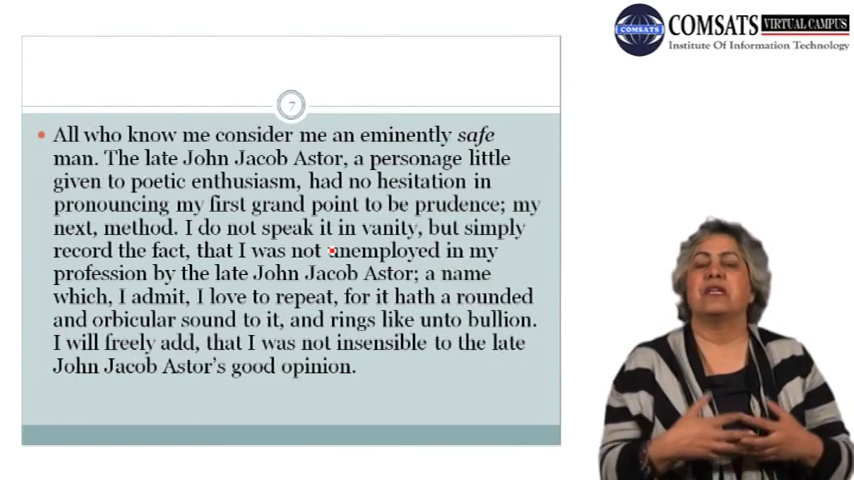 COMSATS VIRTUAL CAMPUS
COMSATS
Institute Of Information Technology
7
All who know me consider me an eminently safe
man. The late John Jacob Astor, a personage little
given to poetic enthusiasm, had no hesitation in
pronouncing my first grand point to be prudence; my
next, method. I do not speak it in vanity, but simply
record the fact, that I was not unemployed in my
profession by the late John Jacob Astor; a name
which, I admit, I love to repeat, for it hath a rounded
and orbicular sound to it, and rings like unto bullion.
I will freely add, that I was not insensible to the late
John Jacob Astor's good opinion.